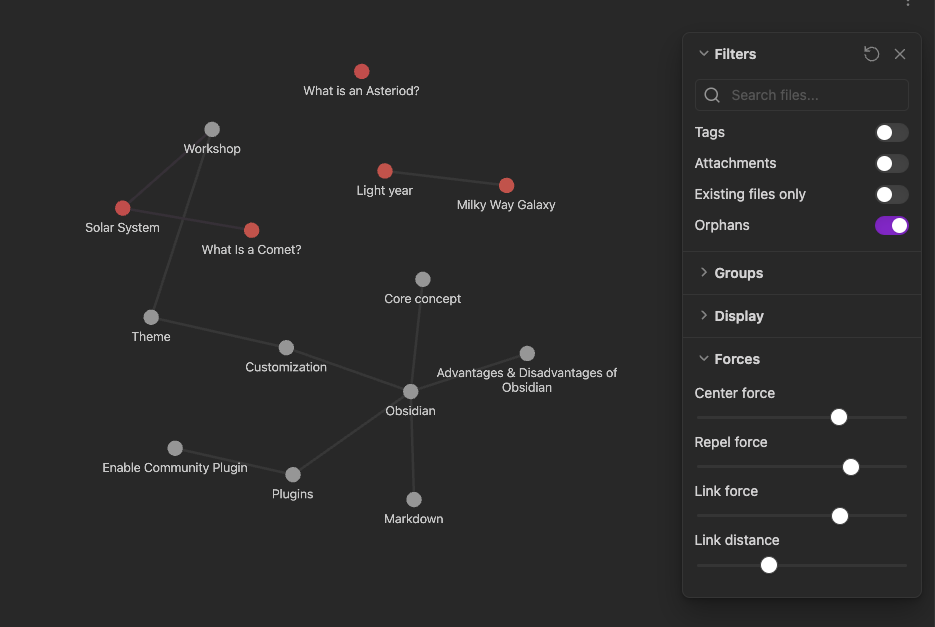 What is an Asteriod?
Workshop
Light year
Milky Way Galaxy
Solar System
What Is a Comet?
Core concept
Theme
Customization
Advantages & Disadvantages of
Obsidian
Obsidian
Enable Community Plugin
Plugins
Markdown
Filters
Search files...
Tags
Attachments
Existing files only
Orphans
Groups
Display
Forces
Center force
Repel force
Link force
Link distance